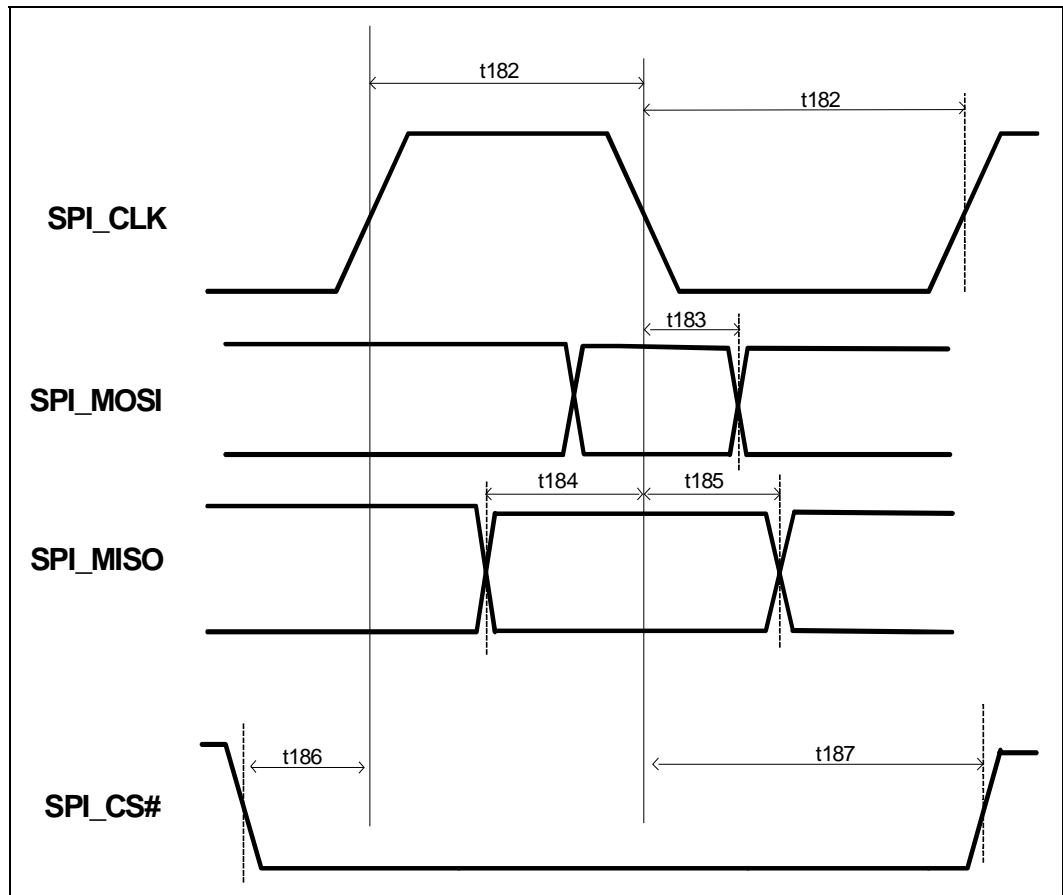 t182
t182
SPI_CLK
t183
SPI_MOSI
t184
t185
SPI_MISO
t186
t187
SPI_CS#